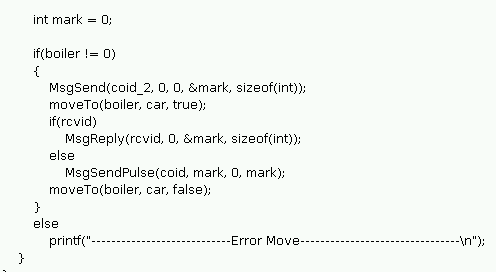 int mark = 0;
if(boiler != 0)
{
MsgSend(coid_2, 0, 0, &mark, sizeof(int));
moveTo(boiler, car, true);
if(rcvid)
MsgReply(rcvid, 0, &mark, sizeof(int));
else
MsgSendPulse(coid, mark, 0, mark);
moveTo(boiler, car, false);
}
else
printf("----------------------------Error Move--------------------------------\n");
}